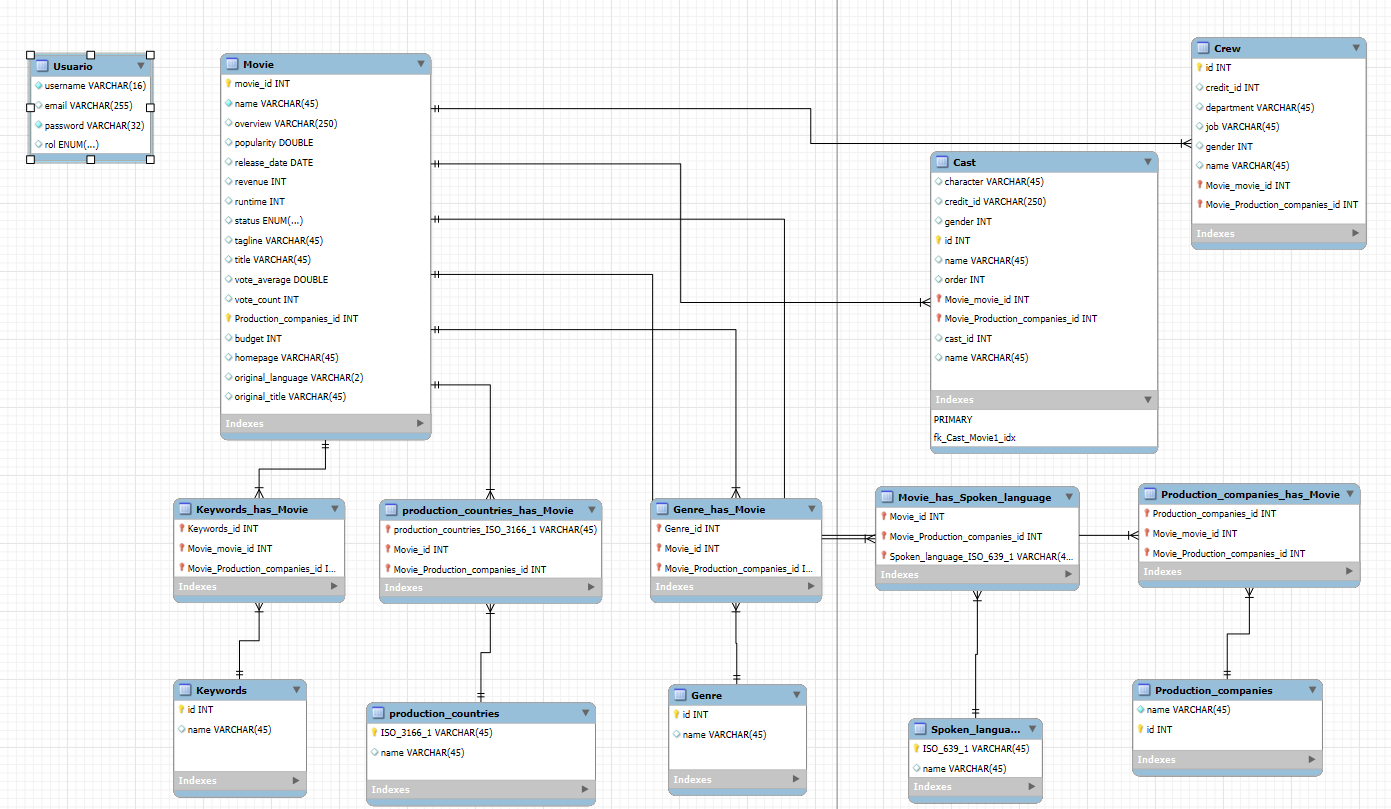 Usuario
username VARCHAR(16)
email VARCHAR(255)
password VARCHAR(32)
rol ENUM(...)
Movie
movie_id INT
name VARCHAR(45)
overview VARCHAR(250)
popularity DOUBLE
release_date DATE
revenue INT
runtime INT
status ENUM(...)
tagline VARCHAR(45)
title VARCHAR(45)
vote_average DOUBLE
vote_count INT
Production_companies_id INT
budget INT
homepage VARCHAR(45)
original_language VARCHAR(2)
original_title VARCHAR(45)
Indexes
Crew
id INT
credit_id INT
department VARCHAR(45)
job VARCHAR(45)
gender INT
name VARCHAR(45)
Movie_movie_id INT
Movie_Production_companies_id INT
Indexes
Cast
character VARCHAR(45)
credit_id VARCHAR(250)
gender INT
id INT
name VARCHAR(45)
order INT
Movie_movie_id INT
Movie_Production_companies_id INT
cast_id INT
name VARCHAR(45)
Indexes
PRIMARY
fk_Cast_Movie1_idx
Keywords_has_Movie
Keywords_id INT
Movie_movie_id INT
Movie_Production_companies_id I...
Indexes
production_countries_has_Movie
production_countries_ISO_3166_1 VARCHAR(45)
Movie_id INT
Movie_Production_companies_id INT
Indexes
Genre_has_Movie
Genre_id INT
Movie_id INT
Movie_Production_companies_id I...
Indexes
Movie_has_Spoken_language
Movie_id INT
Movie_Production_companies_id INT
Spoken_language_ISO_639_1 VARCHAR(4...
Indexes
Production_companies_has_Movie
Production_companies_id INT
Movie_movie_id INT
Movie_Production_companies_id INT
Indexes
Keywords
id INT
name VARCHAR(45)
Indexes
production_countries
ISO_3166_1 VARCHAR(45)
name VARCHAR(45)
Indexes
Genre
id INT
name VARCHAR(45)
Indexes
Spoken_langua...
ISO_639_1 VARCHAR(45)
name VARCHAR(45)
Indexes
Production_companies
name VARCHAR(45)
id INT
Indexes